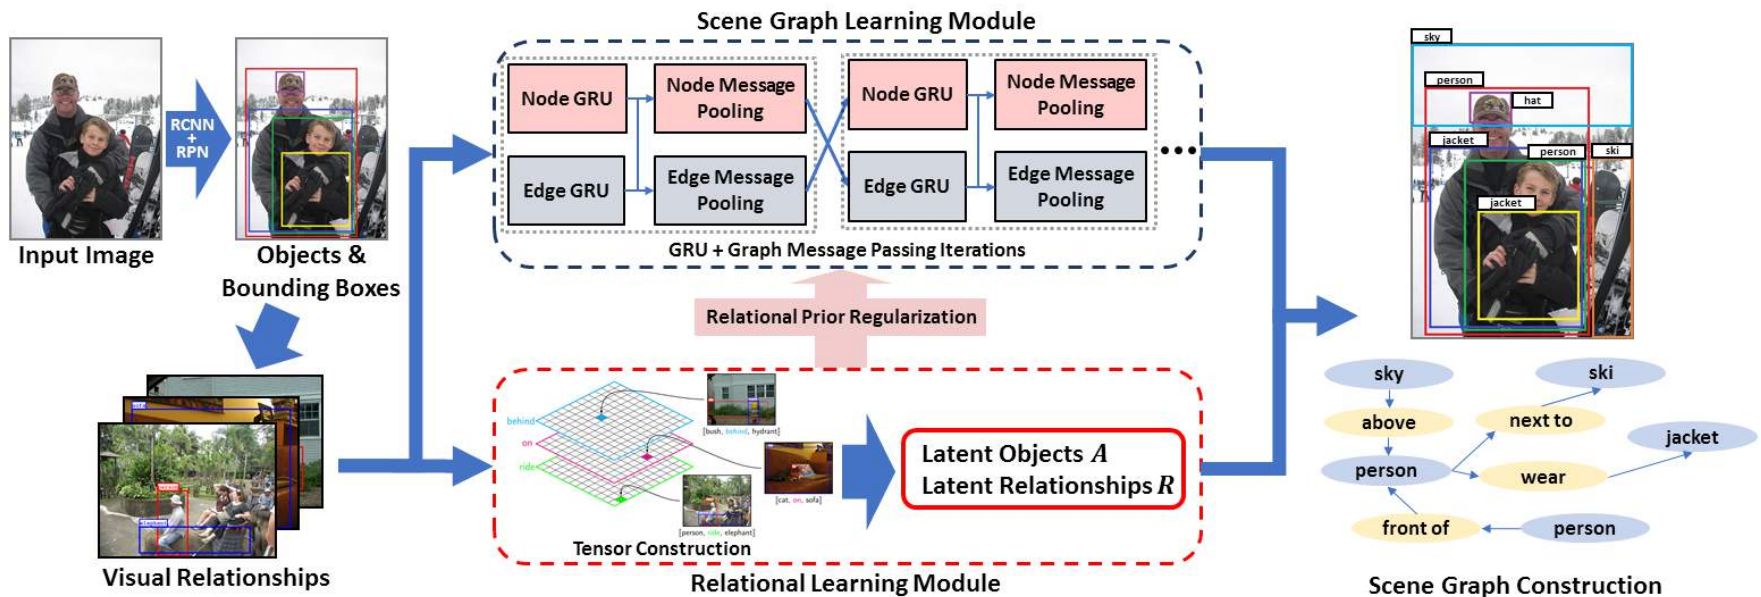 Scene Graph Learning Module
Input Image
RCNN
+
RPN
Objects &
Bounding Boxes
Node GRU
Node Message
Pooling
Edge GRU
Edge Message
Pooling
Node GRU
Node Message
Pooling
Edge GRU
Edge Message
Pooling
...
GRU + Graph Message Passing Iterations
Relational Prior Regularization
Visual Relationships
behind
on
ride
[bush, behind, hydrant]
[cat, on, sofa]
[person, ride, elephant]
Tensor Construction
Latent Objects A
Latent Relationships R
Relational Learning Module
sky
person
hat
jacket
person
ski
jacket
sky
ski
above
next to
jacket
person
wear
front of
person
Scene Graph Construction